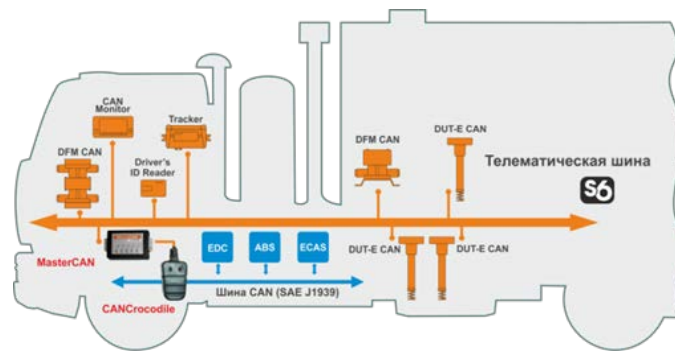 CAN
Monitor
Tracker
DFM CAN
Driver's
ID Reader
DFM CAN
DUT-E CAN
Телематическая шина
S6
MasterCAN
EDC
ABS
ECAS
DUT-E CAN
DUT-E CAN
CANCrocodile
Шина CAN (SAE J1939)